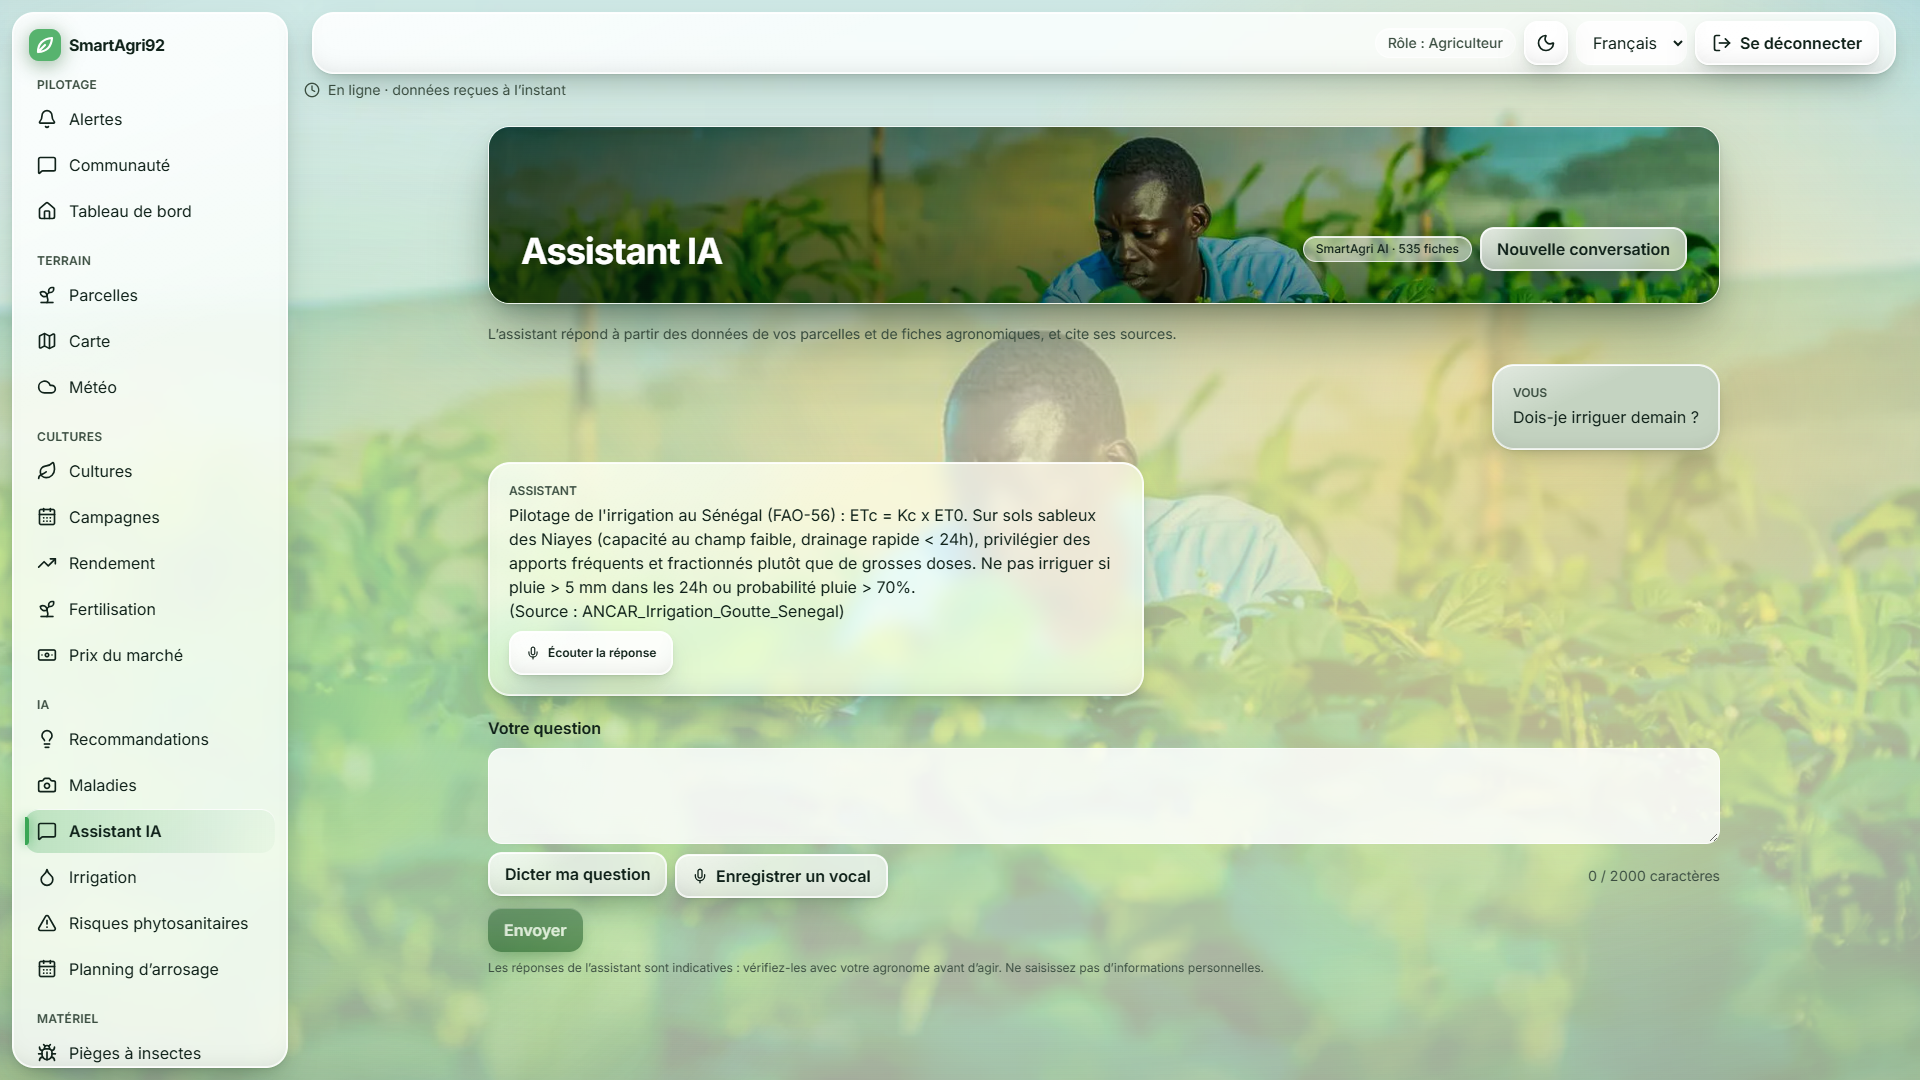 SmartAgri92
PILOTAGE
Alertes
Communauté
Tableau de bord
TERRAIN
Parcelles
Carte
Météo
CULTURES
Cultures
Campagnes
Rendement
Fertilisation
Prix du marché
IA
Recommandations
Maladies
Assistant IA
Irrigation
Risques phytosanitaires
Planning d’arrosage
MATÉRIEL
Pièges à insectes
Rôle : Agriculteur
Français
Se déconnecter
En ligne · données reçues à l’instant
Assistant IA
SmartAgri AI · 535 fiches
Nouvelle conversation
L’assistant répond à partir des données de vos parcelles et de fiches agronomiques, et cite ses sources.
VOUS
Dois-je irriguer demain ?
ASSISTANT
Pilotage de l'irrigation au Sénégal (FAO-56) : ETc = Kc x ET0. Sur sols sableux
des Niayes (capacité au champ faible, drainage rapide < 24h), privilégier des
apports fréquents et fractionnés plutôt que de grosses doses. Ne pas irriguer si
pluie > 5 mm dans les 24h ou probabilité pluie > 70%.
(Source : ANCAR_Irrigation_Goutte_Senegal)
Écouter la réponse
Votre question
Dicter ma question
Enregistrer un vocal
0 / 2000 caractères
Envoyer
Les réponses de l’assistant sont indicatives : vérifiez-les avec votre agronome avant d’agir. Ne saisissez pas d’informations personnelles.